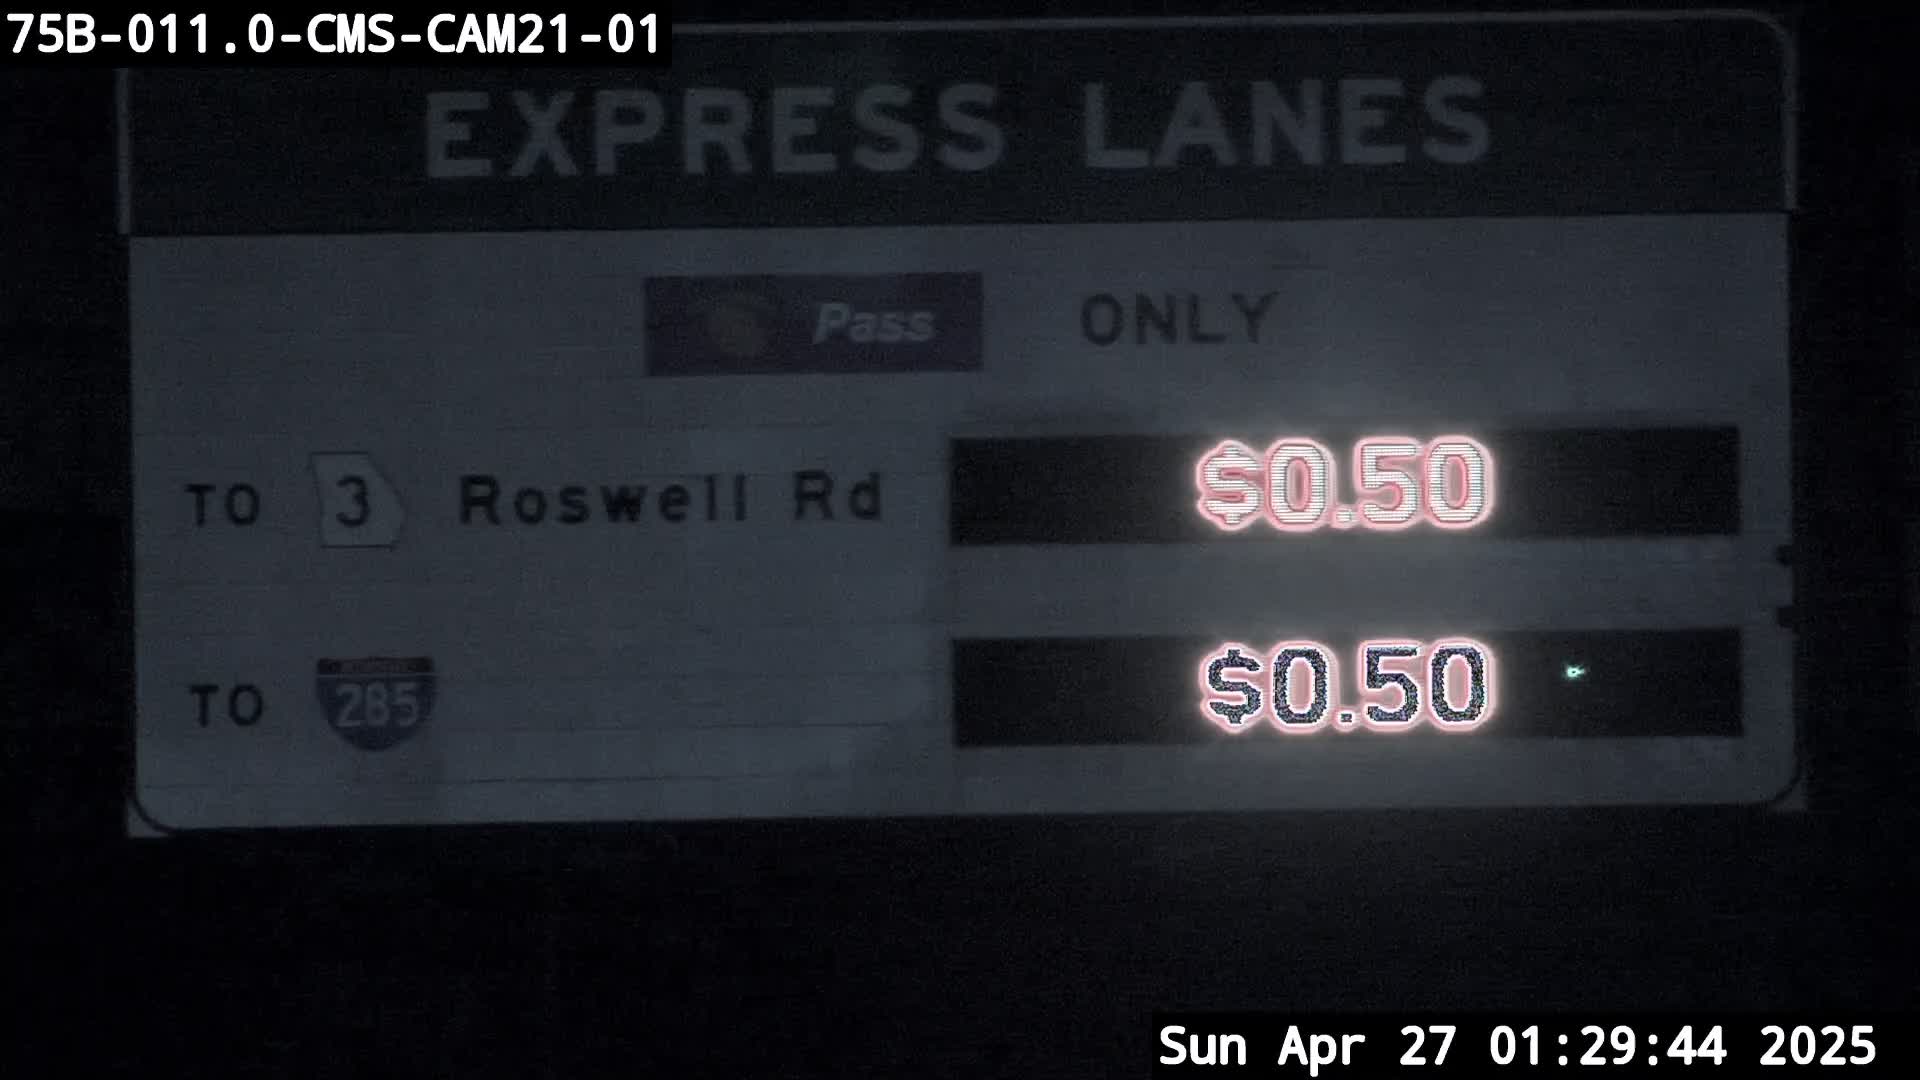 75B-011.0-CMS-CAM21-01
EXPRESS LANES
Pass ONLY
TO 3 Roswell Rd $0.50
TO 285 $0.50
Sun Apr 27 01:29:44 2025